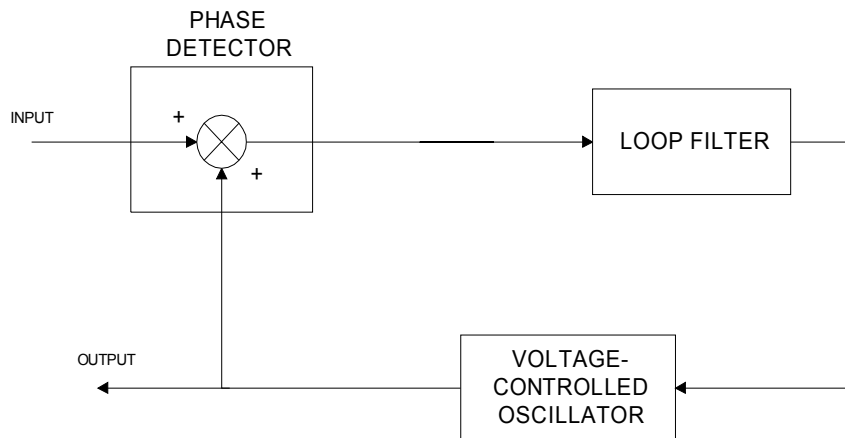 PHASE
DETECTOR
INPUT
+
+
LOOP FILTER
OUTPUT
VOLTAGE-
CONTROLLED
OSCILLATOR